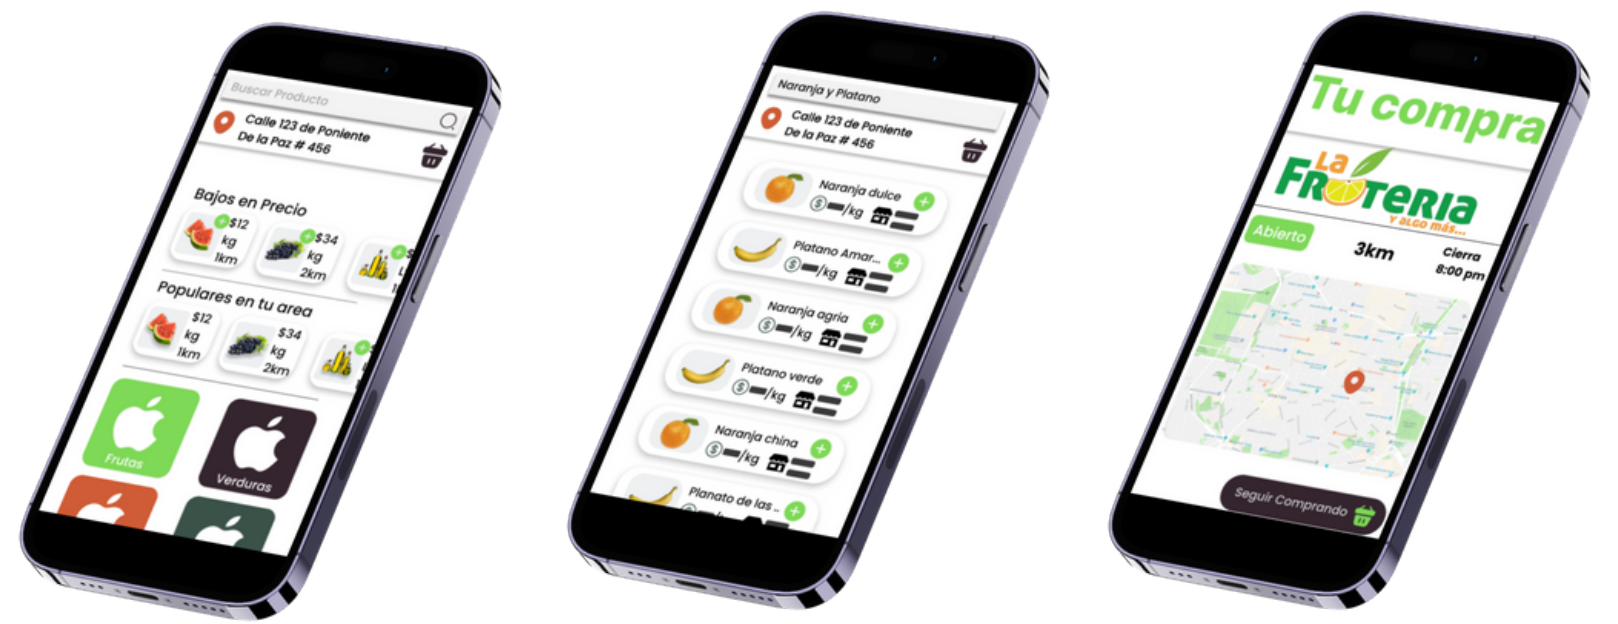 Buscar Producto
Calle 123 de Poniente
De la Paz # 456
Bajos en Precio
$12
kg
1km
$34
kg
2km
$
L
Populares en tu area
$12
kg
1km
$34
kg
2km
Frutas
Verduras
Naranja y Platano
Calle 123 de Poniente
De la Paz # 456
Naranja dulce
$ /kg
Platano Amar...
$ /kg
Naranja agria
$ /kg
Platano verde
$ /kg
Naranja china
$ /kg
Planato de las ..
Tu compra
La
FRUTERIA
Y ALGO MÁS...
Abierto
3km
Cierra
8:00 pm
Seguir Comprando